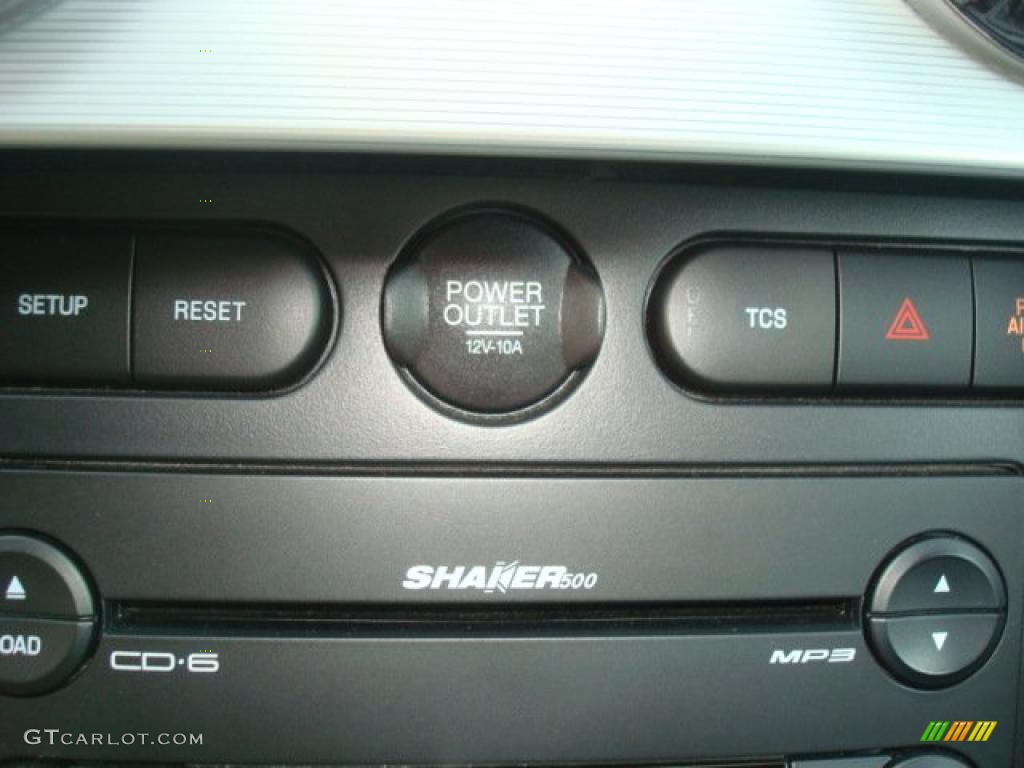 SETUP
RESET
POWER
OUTLET
12V-10A
TCS
SHAKER500
OAD
CD·6
MP3
GTCARLOT.COM